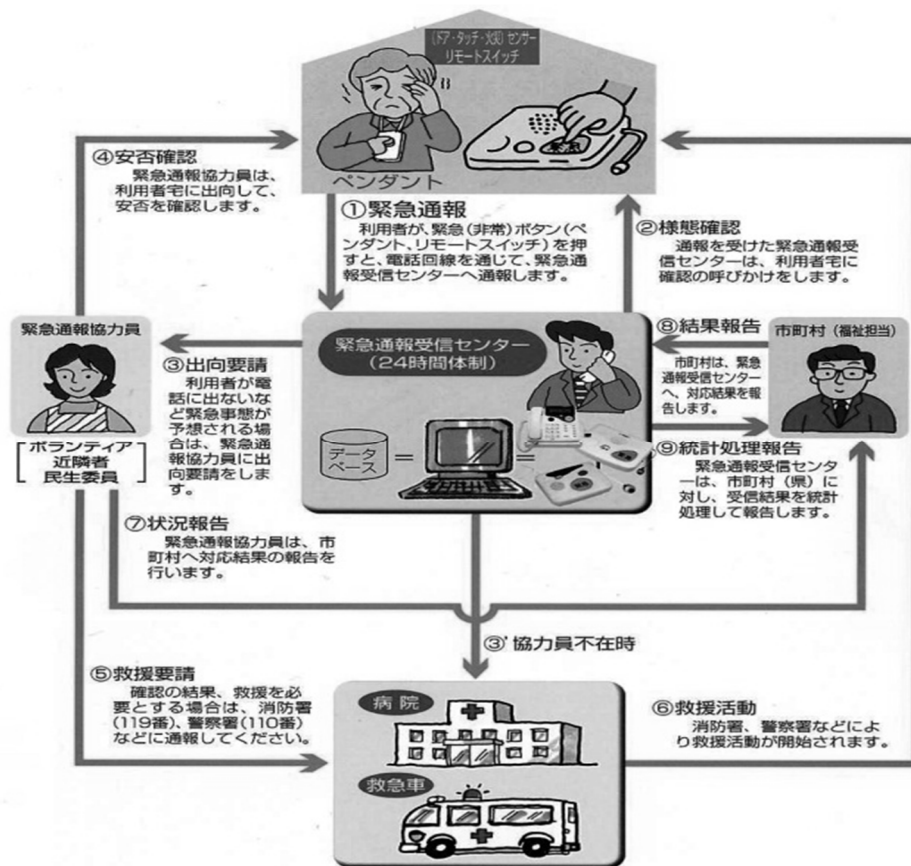 (ドア・タッチ・火災)センサー
リモートスイッチ
緊急
ペンダント
④安否確認
緊急通報協力員は、
利用者宅に出向して、
安否を確認します。
①緊急通報
利用者が、緊急(非常)ボタン(ペ
ンダント、リモートスイッチ)を押
すと、電話回線を通じて、緊急通
報受信センターへ通報します。
②様態確認
通報を受けた緊急通報受
信センターは、利用者宅に
確認の呼びかけをします。
緊急通報協力員
ボランティア
近隣者
民生委員
③出向要請
利用者が電
話に出ないな
ど緊急事態が
予想される場
合は、緊急通
報協力員に出
向要請をしま
す。
緊急通報受信センター
(24時間体制)
データ
ベース
⑧結果報告
市町村は、緊急
通報受信センター
へ、対応結果を報
告します。
市町村(福祉担当)
⑨統計処理報告
緊急通報受信センタ
ーは、市町村(県)に
対し、受信結果を統計
処理して報告します。
⑦状況報告
緊急通報協力員は、市
町村へ対応結果の報告を
行います。
③'協力員不在時
⑤救援要請
確認の結果、救援を必
要とする場合は、消防署
(119番)、警察署(110番)
などに通報してください。
病院
救急車
⑥救援活動
消防署、警察署などによ
り救援活動が開始されます。